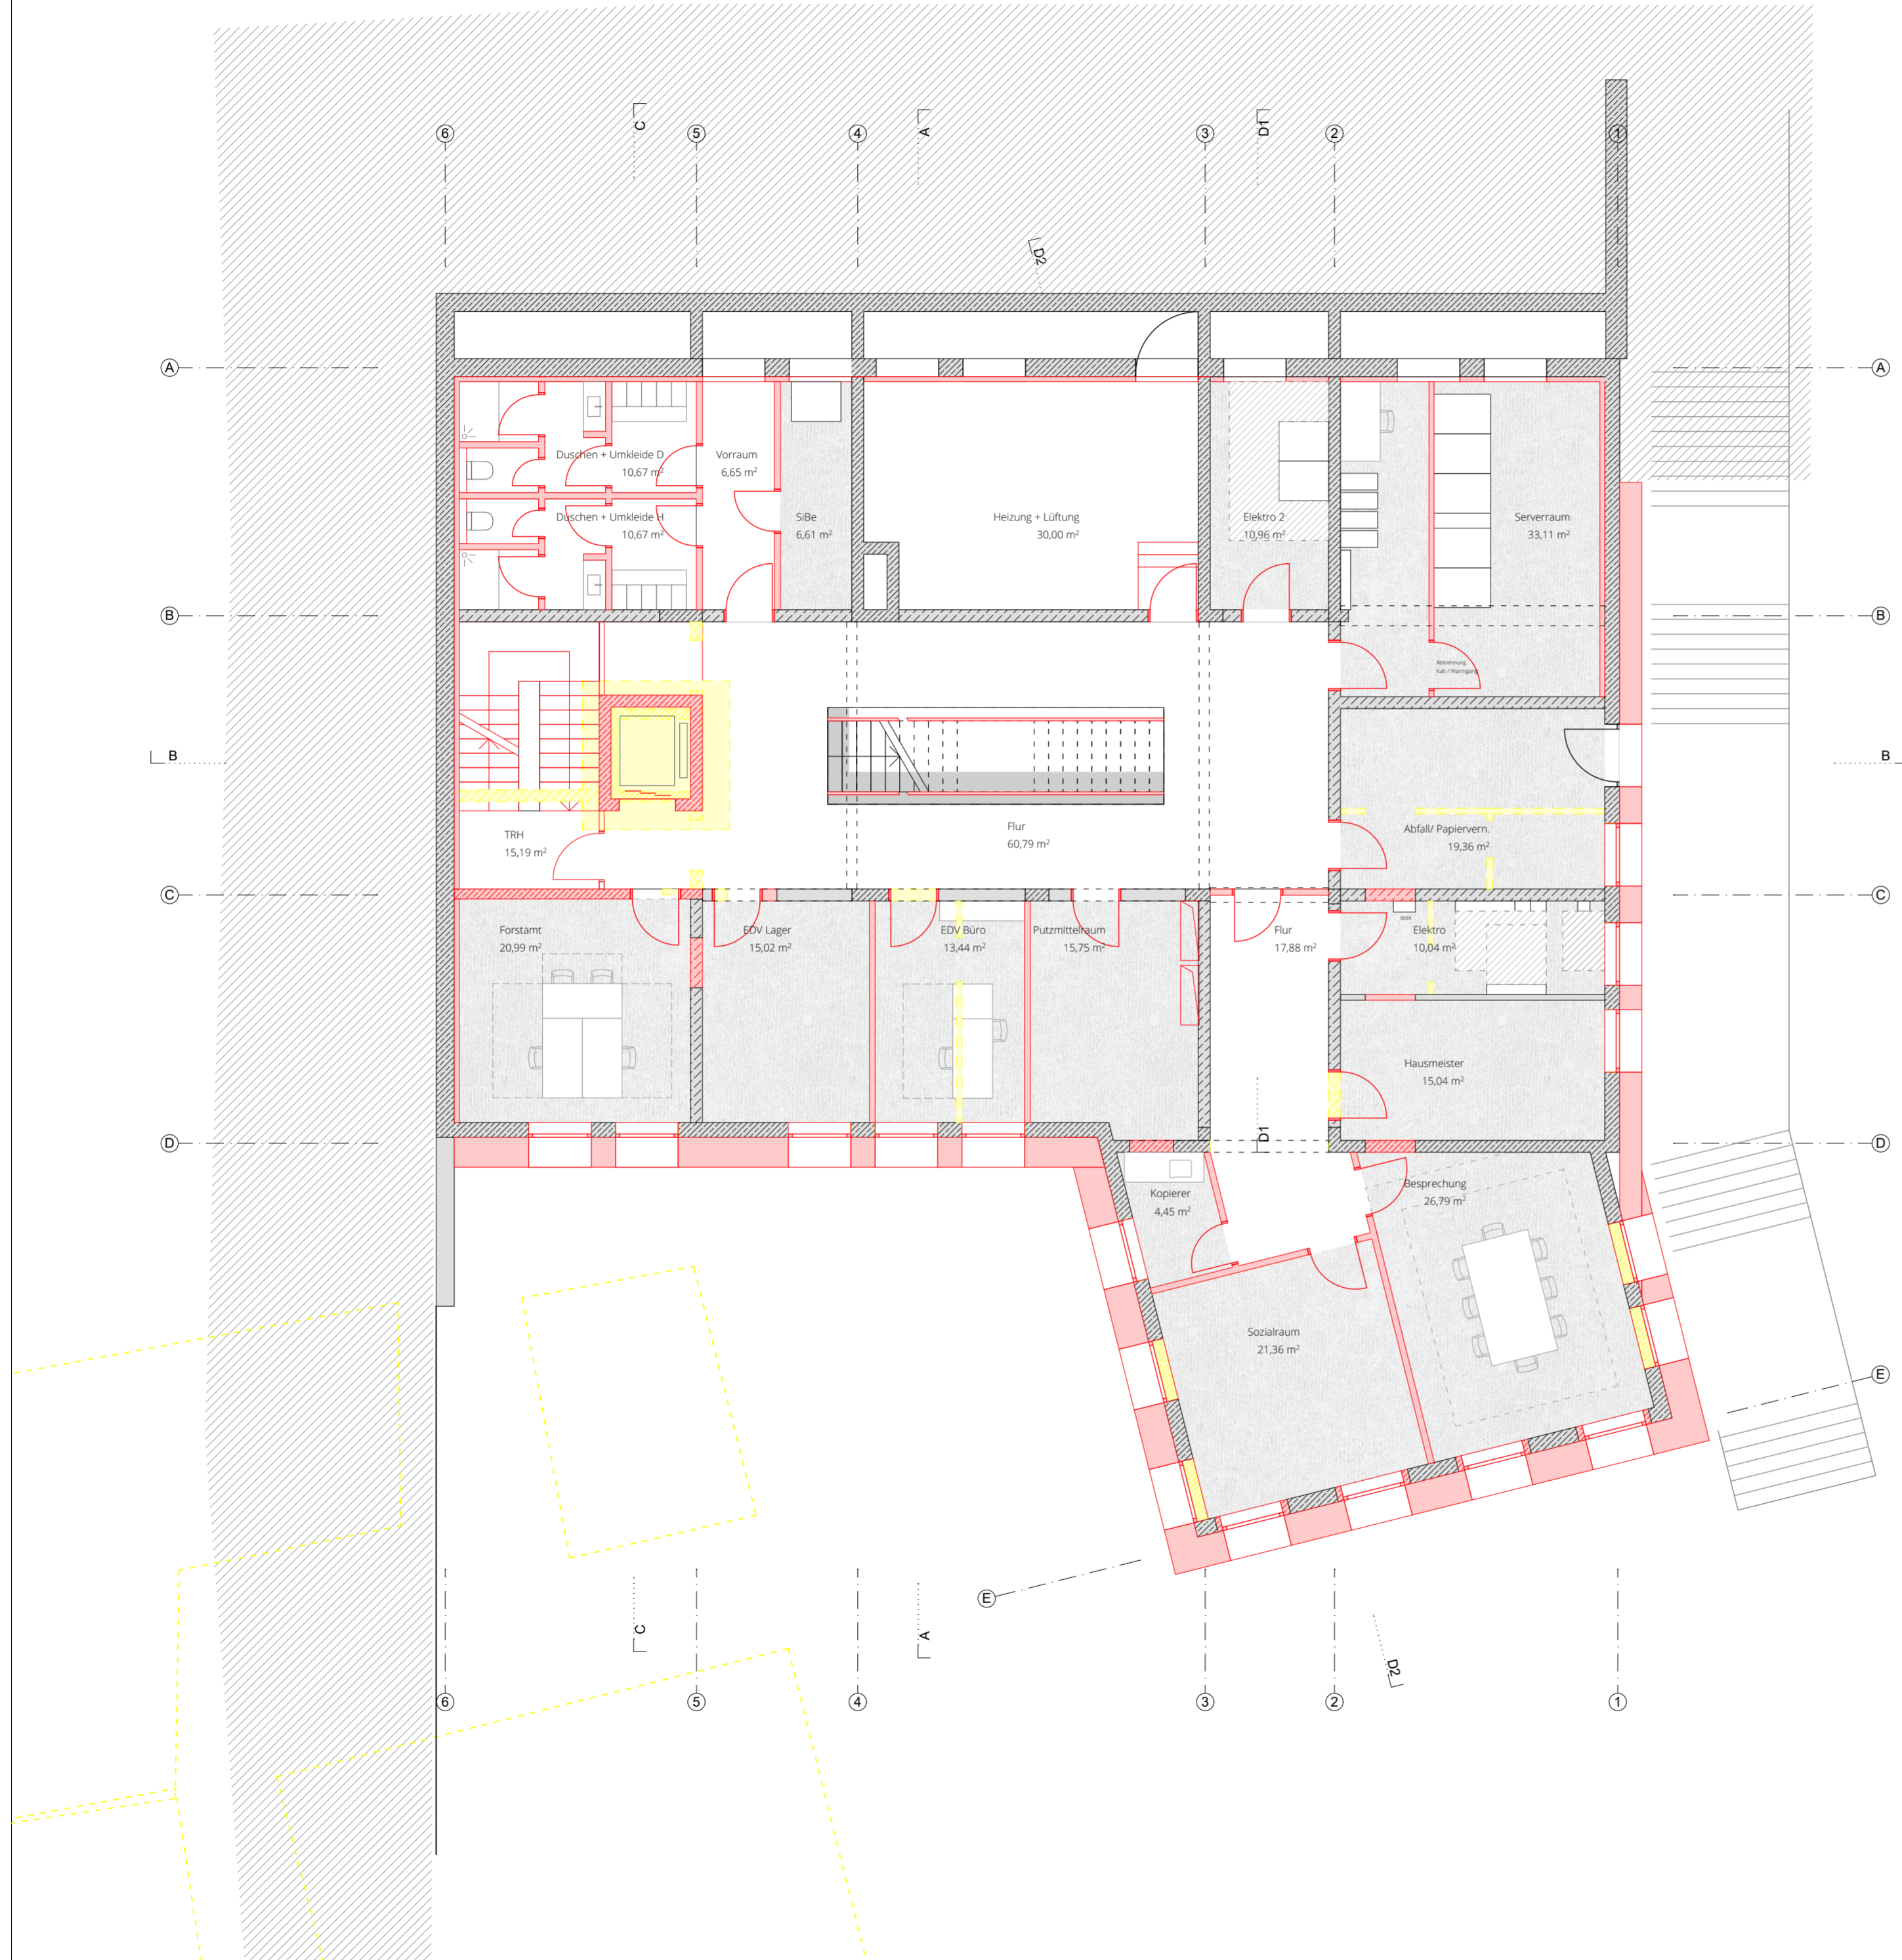 C
A
D1
6
5
4
3
2
1
D2
A
A
Duschen + Umkleide D
10,67 m²
Vorraum
6,65 m²
Duschen + Umkleide H
10,67 m²
SiBe
6,61 m²
Heizung + Lüftung
30,00 m²
Elektro 2
10,96 m²
Serverraum
33,11 m²
B
B
Abtrennung
Kalt-/ Warmgang
B
B
TRH
15,19 m²
Flur
60,79 m²
Abfall/ Papiervern.
19,36 m²
C
C
Forstamt
20,99 m²
EDV Lager
15,02 m²
EDV Büro
13,44 m²
Putzmittelraum
15,75 m²
Flur
17,88 m²
BMA
Elektro
10,04 m²
Hausmeister
15,04 m²
D
D1
D
Kopierer
4,45 m²
Besprechung
26,79 m²
Sozialraum
21,36 m²
E
E
C
A
D2
6
5
4
3
2
1